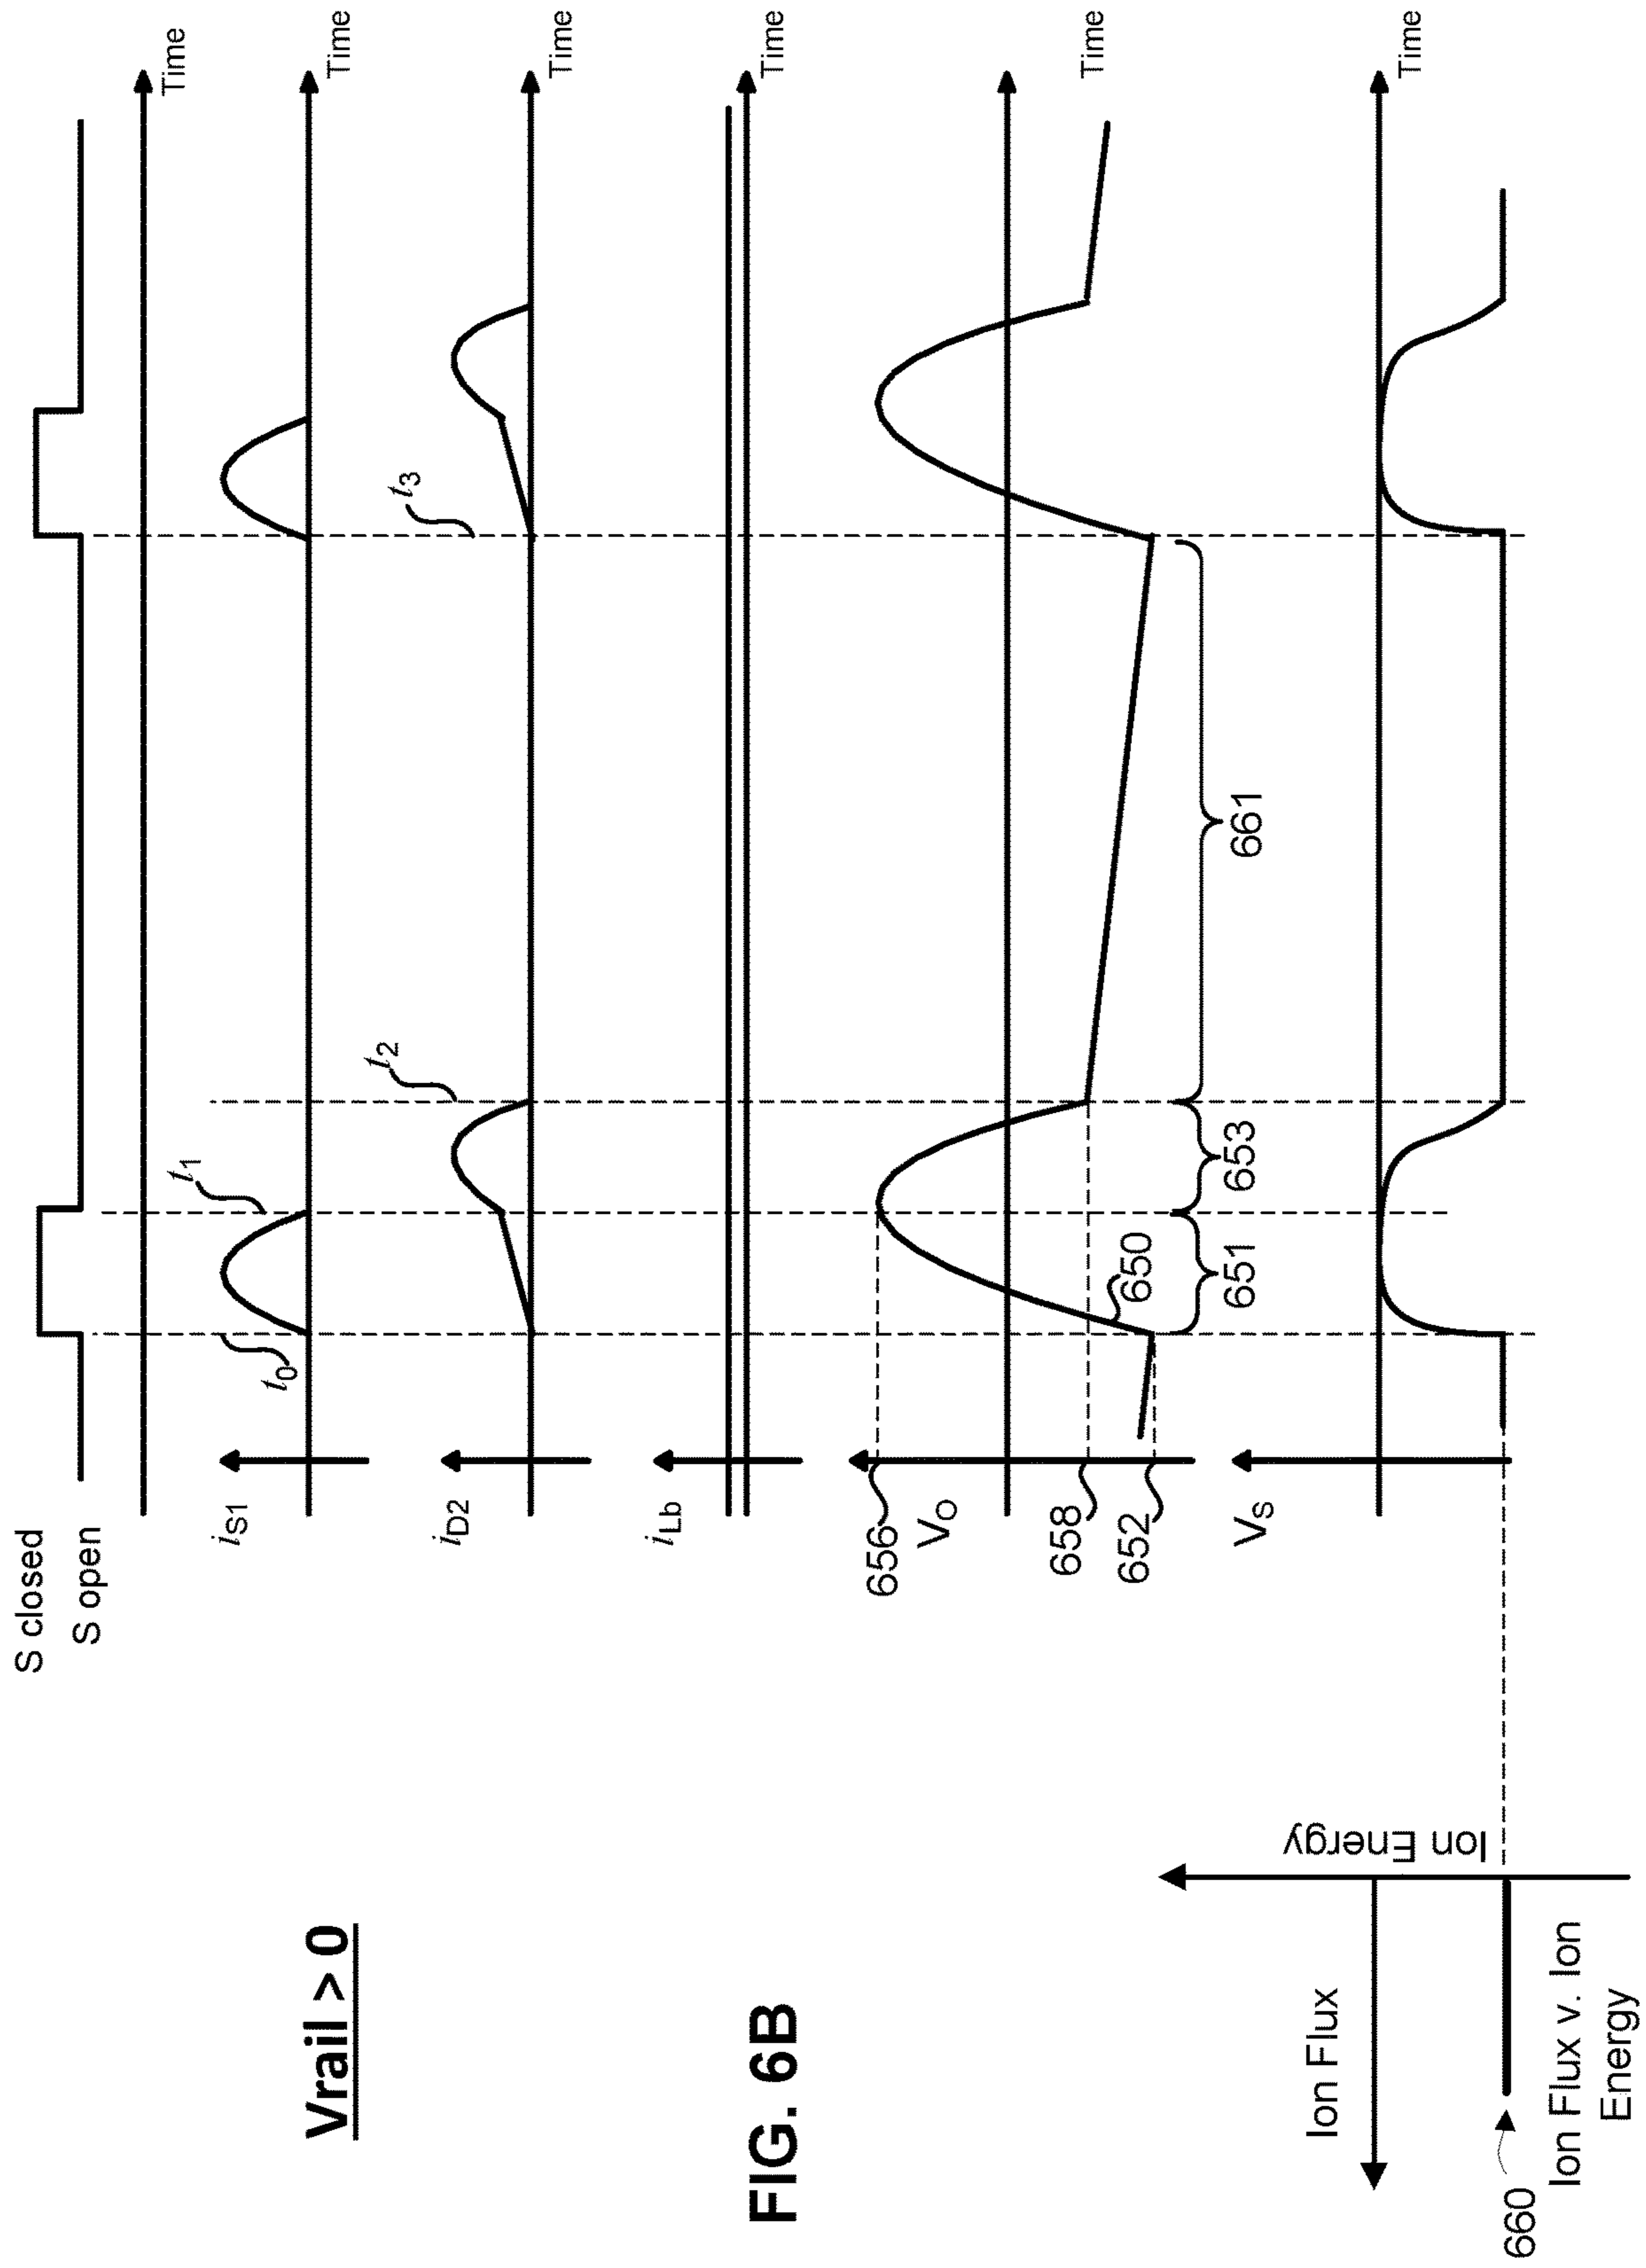 S closed
S open
Time
iS1
t0
t1
Time
iD2
t2
t3
Time
iLb
Time
656
VO
658
652
650
651
653
661
Time
VS
Time
Vrail > 0
FIG. 6B
Ion Flux
Ion Energy
660
Ion Flux v. Ion
Energy